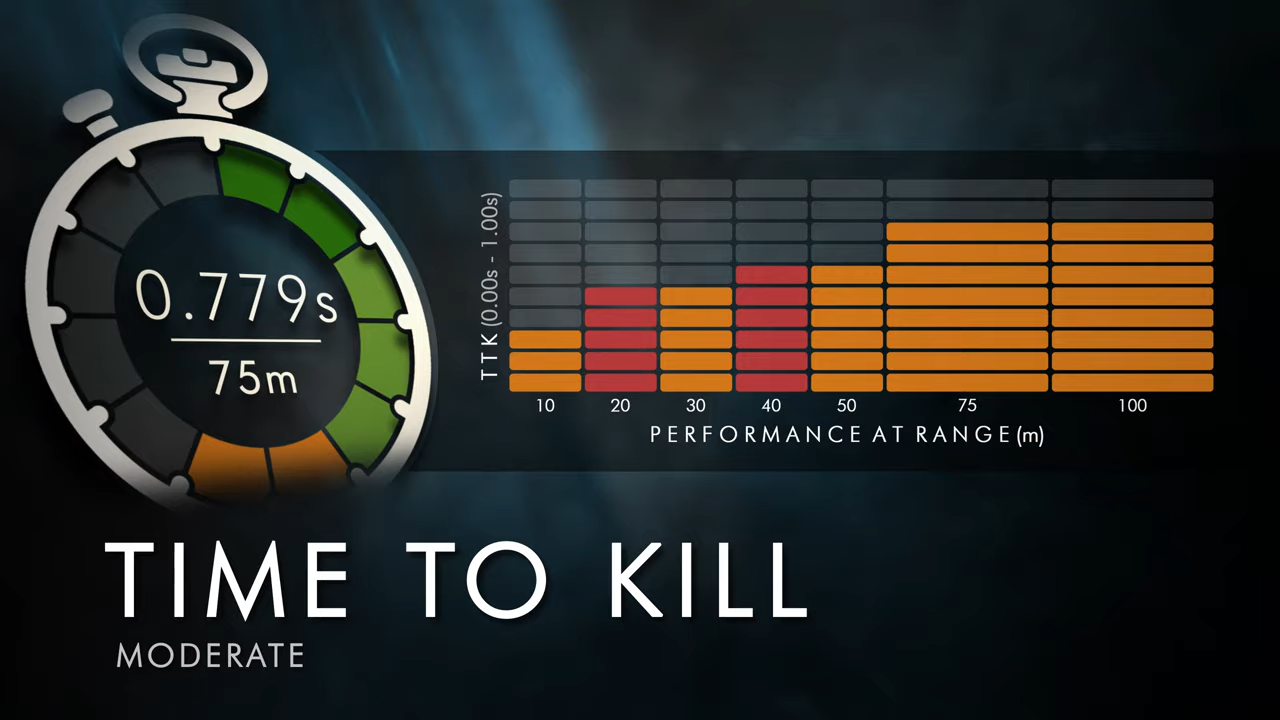 0.779s
75m
TTK (0.00s - 1.00s)
10 20 30 40 50 75 100
PERFORMANCE AT RANGE (m)
TIME TO KILL
MODERATE